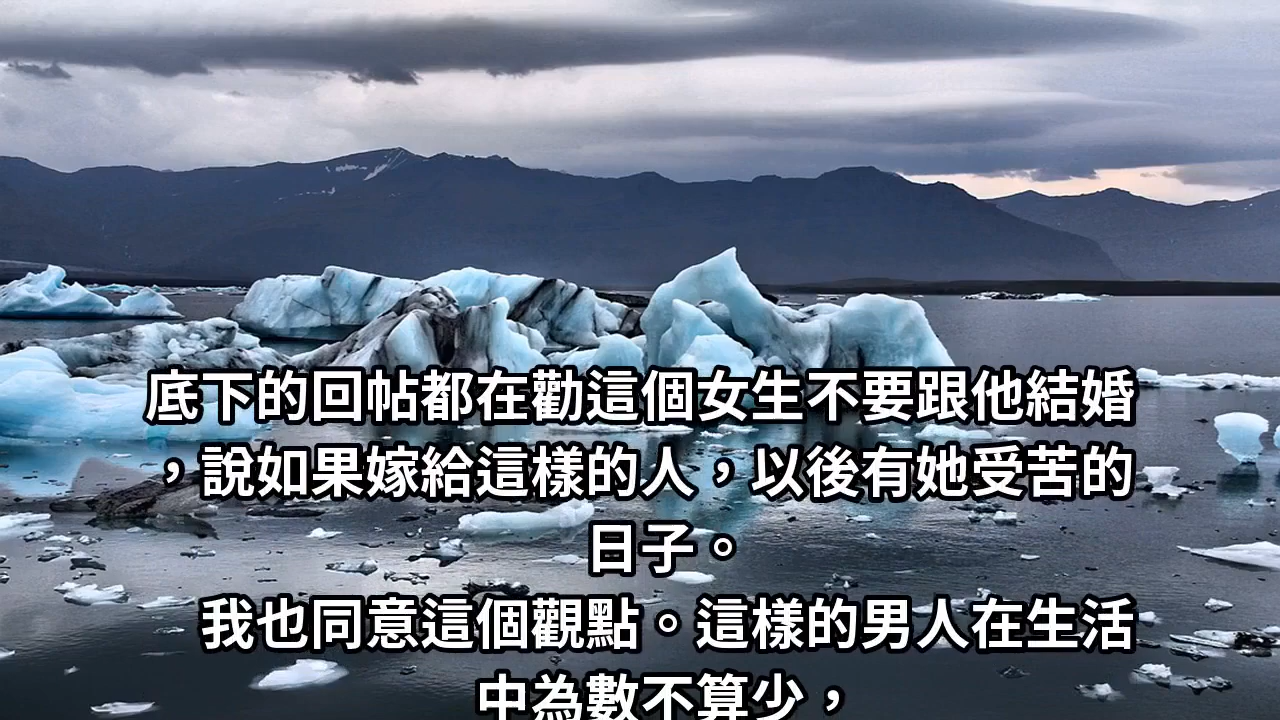 底下的回帖都在勸這個女生不要跟他結婚
，說如果嫁給這樣的人，以後有她受苦的
日子。
我也同意這個觀點。這樣的男人在生活
中為數不算少，